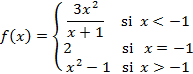 f(x) = { 3x² / (x + 1)  si x < −1
2  si x = −1
x² − 1  si x > −1